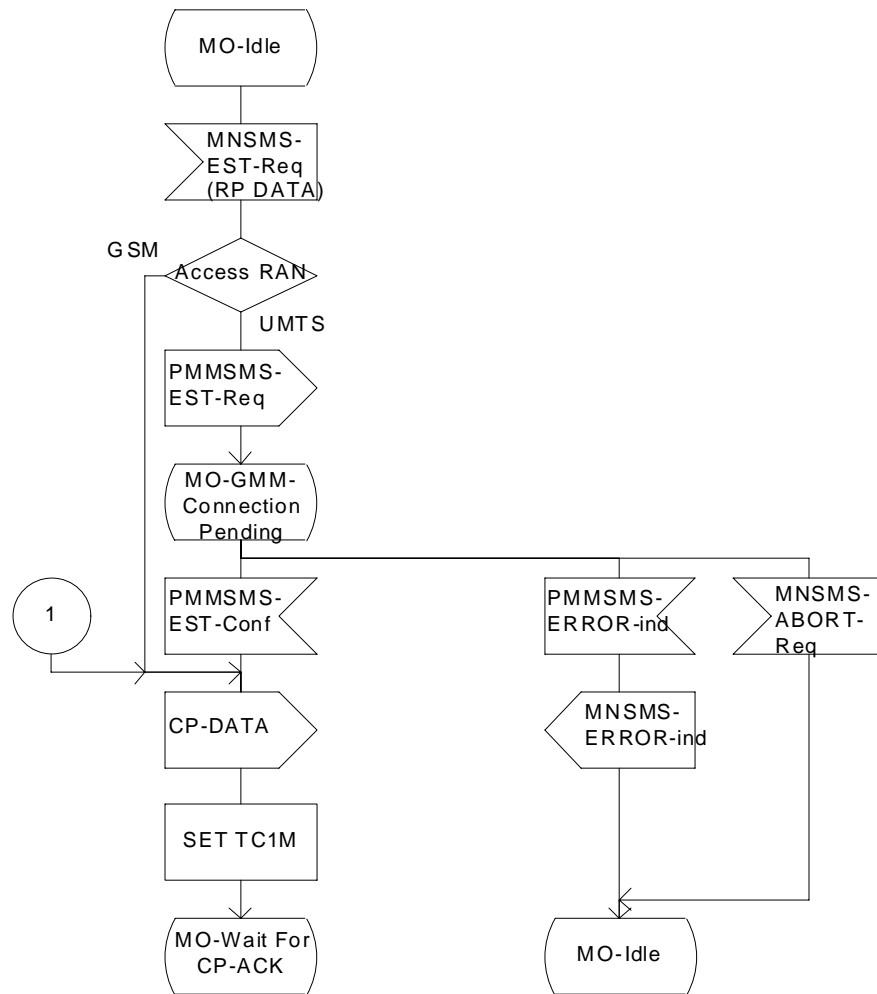 MO-Idle
MNSMS-
EST-Req
(RP DATA)
GSM
Access RAN
UMTS
PMMSMS-
EST-Req
MO-GMM-
Connection
Pending
1
PMMSMS-
EST-Conf
PMMSMS-
ERROR-ind
MNSMS-
ABORT-
Req
CP-DATA
MNSMS-
ERROR-ind
SET TC1M
MO-Wait For
CP-ACK
MO-Idle